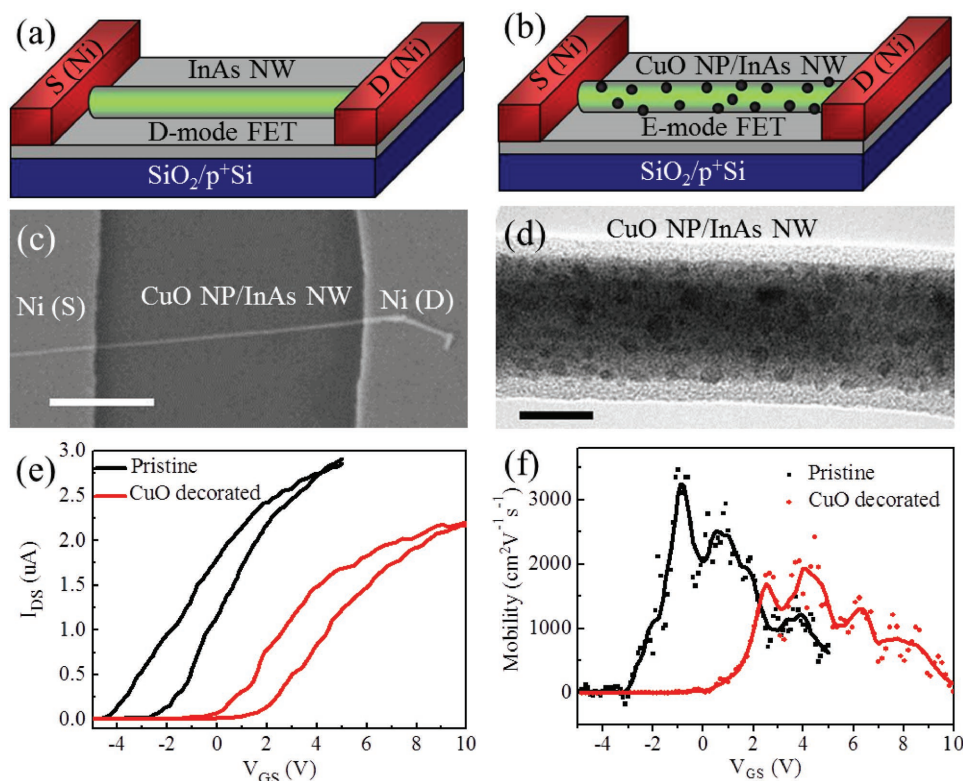 (a)
S (Ni)
InAs NW
D (Ni)
D-mode FET
SiO₂/p⁺Si
(b)
S (Ni)
CuO NP/InAs NW
D (Ni)
E-mode FET
SiO₂/p⁺Si
(c)
Ni (S)
CuO NP/InAs NW
Ni (D)
(d)
CuO NP/InAs NW
(e)
Pristine
CuO decorated
3.0
2.5
2.0
1.5
1.0
0.5
0.0
I_DS (uA)
-4 -2 0 2 4 6 8 10
V_GS (V)
(f)
Pristine
CuO decorated
3000
2000
1000
0
Mobility (cm²V⁻¹s⁻¹)
-4 -2 0 2 4 6 8 10
V_GS (V)